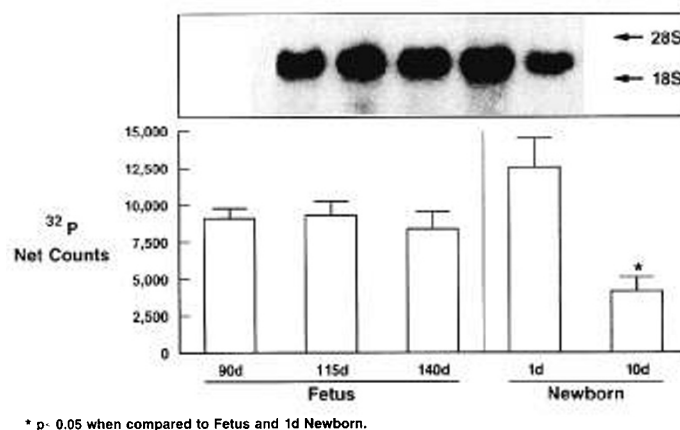 28S
18S
15,000
12,500
10,000
7,500
5,000
2,500
0
32 P
Net Counts
*
90d 115d 140d 1d 10d
Fetus Newborn
* p< 0.05 when compared to Fetus and 1d Newborn.